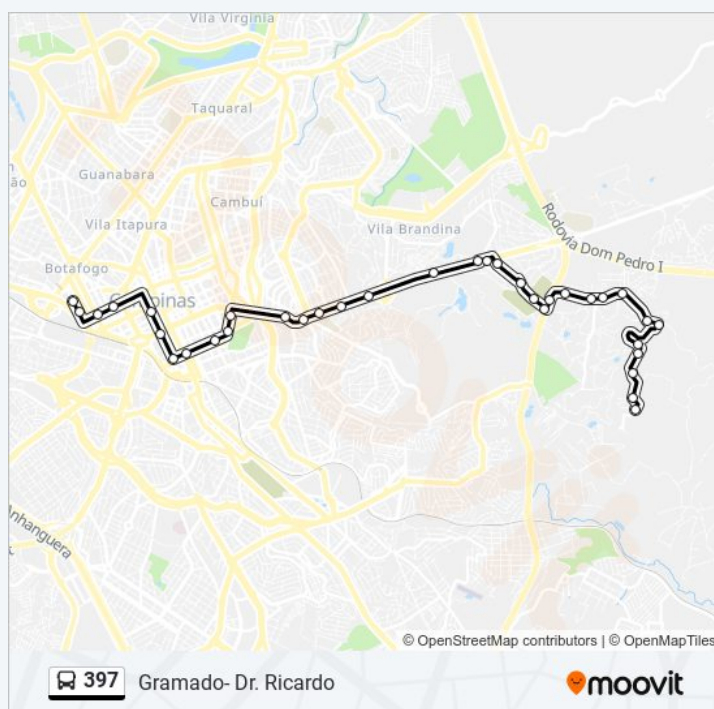 Vila Virgínia
Taquaral
Guanabara
Cambuí
Vila Itapura
Vila Brandina
Rodovia Dom Pedro I
Botafogo
Anhanguera
© OpenStreetMap contributors | © OpenMapTiles
397 Gramado- Dr. Ricardo
moovit